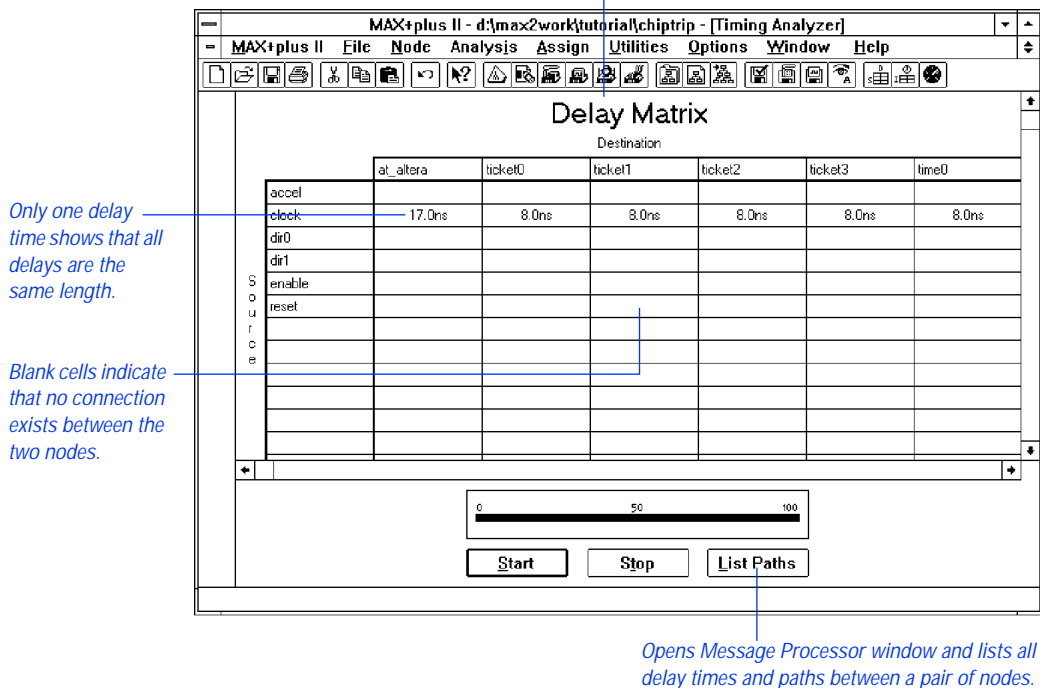 MAX+plus II - d:\max2work\tutorial\chiptrip - [Timing Analyzer]
MAX+plus II File Node Analysis Assign Utilities Options Window Help
Delay Matrix
Destination
at_altera ticket0 ticket1 ticket2 ticket3 time0
accel
clock 17.0ns 8.0ns 8.0ns 8.0ns 8.0ns 8.0ns
dir0
dir1
enable
reset
Source
Only one delay
time shows that all
delays are the
same length.
Blank cells indicate
that no connection
exists between the
two nodes.
0 50 100
Start Stop List Paths
Opens Message Processor window and lists all
delay times and paths between a pair of nodes.